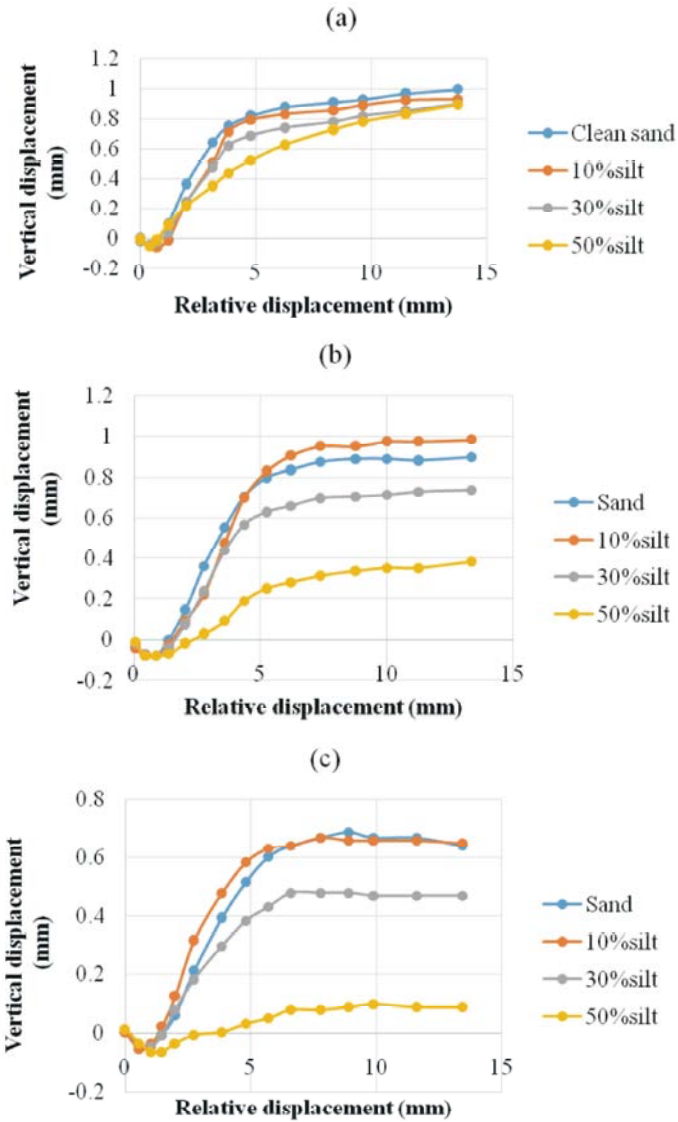 (a)
1.2
1
0.8
0.6
0.4
0.2
0
-0.2
0
5
10
15
Vertical displacement
(mm)
Relative displacement (mm)
Clean sand
10%silt
30%silt
50%silt
(b)
1.2
1
0.8
0.6
0.4
0.2
0
-0.2
0
5
10
15
Vertical displacement
(mm)
Relative displacement (mm)
Sand
10%silt
30%silt
50%silt
(c)
0.8
0.6
0.4
0.2
0
-0.2
0
5
10
15
Vertical displacement
(mm)
Relative displacement (mm)
Sand
10%silt
30%silt
50%silt